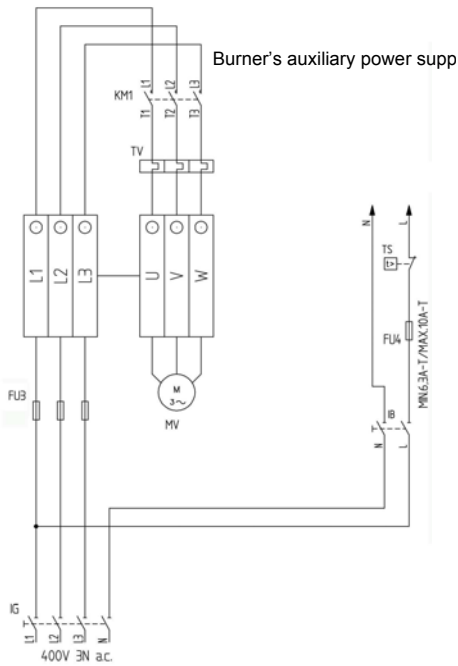 Burner's auxiliary power supp
L1 L2 L3
KM1
T1 T2 T3
TV
N L
TS
t>
L1 L2 L3 U V W
FU4
MIN.6.3A-T/MAX.10A-T
FU3
M
3~
MV
IB
N L
IG
L1 L2 L3 N
400V 3N a.c.